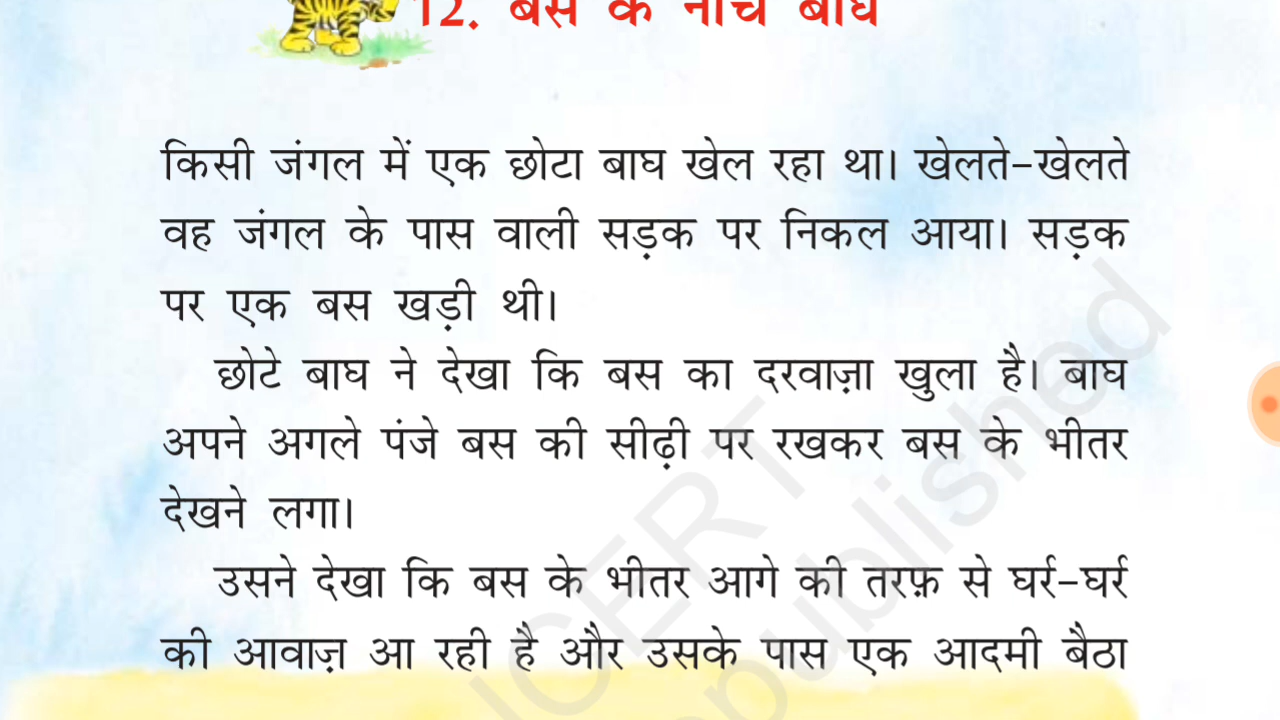 12. बस के नीचे बाघ
किसी जंगल में एक छोटा बाघ खेल रहा था। खेलते-खेलते
वह जंगल के पास वाली सड़क पर निकल आया। सड़क
पर एक बस खड़ी थी।
छोटे बाघ ने देखा कि बस का दरवाज़ा खुला है। बाघ
अपने अगले पंजे बस की सीढ़ी पर रखकर बस के भीतर
देखने लगा।
उसने देखा कि बस के भीतर आगे की तरफ़ से घर्र-घर्र
की आवाज़ आ रही है और उसके पास एक आदमी बैठा